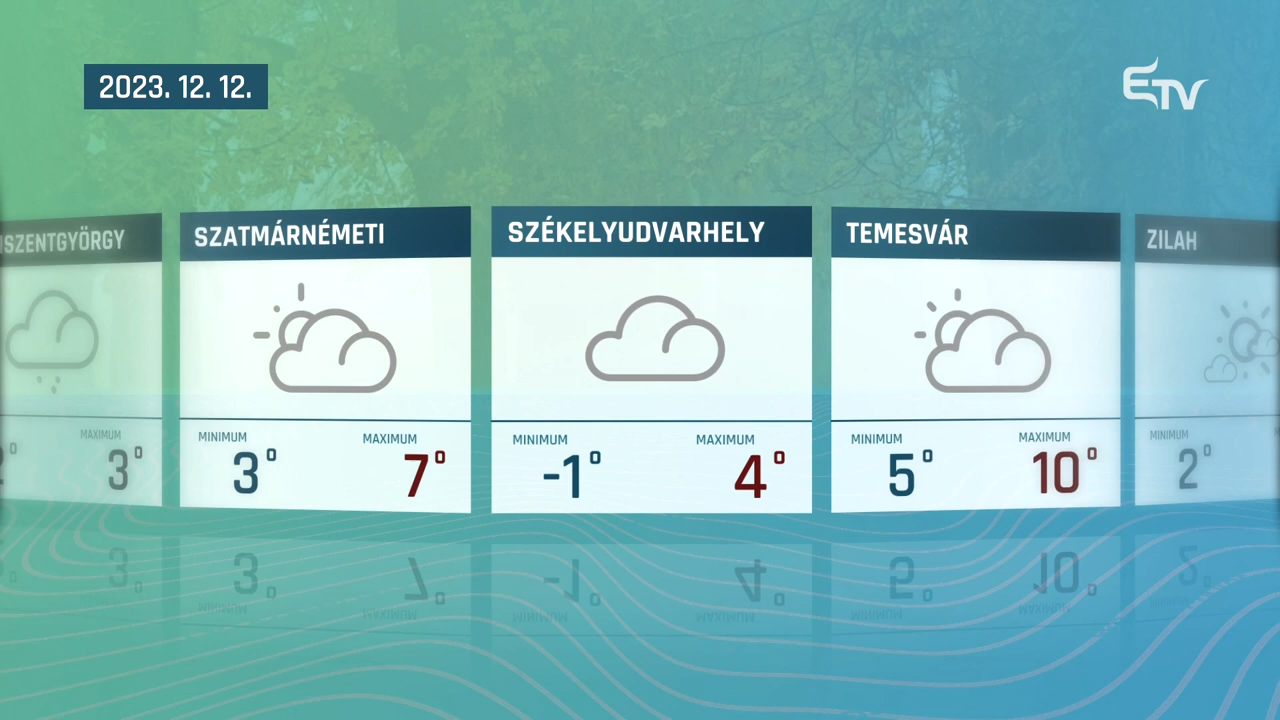 2023. 12. 12.
ETV
SZENTGYÖRGY
MAXIMUM
3°
SZATMÁRNÉMETI
MINIMUM MAXIMUM
3° 7°
SZÉKELYUDVARHELY
MINIMUM MAXIMUM
-1° 4°
TEMESVÁR
MINIMUM MAXIMUM
5° 10°
ZILAH
MINIMUM
2°